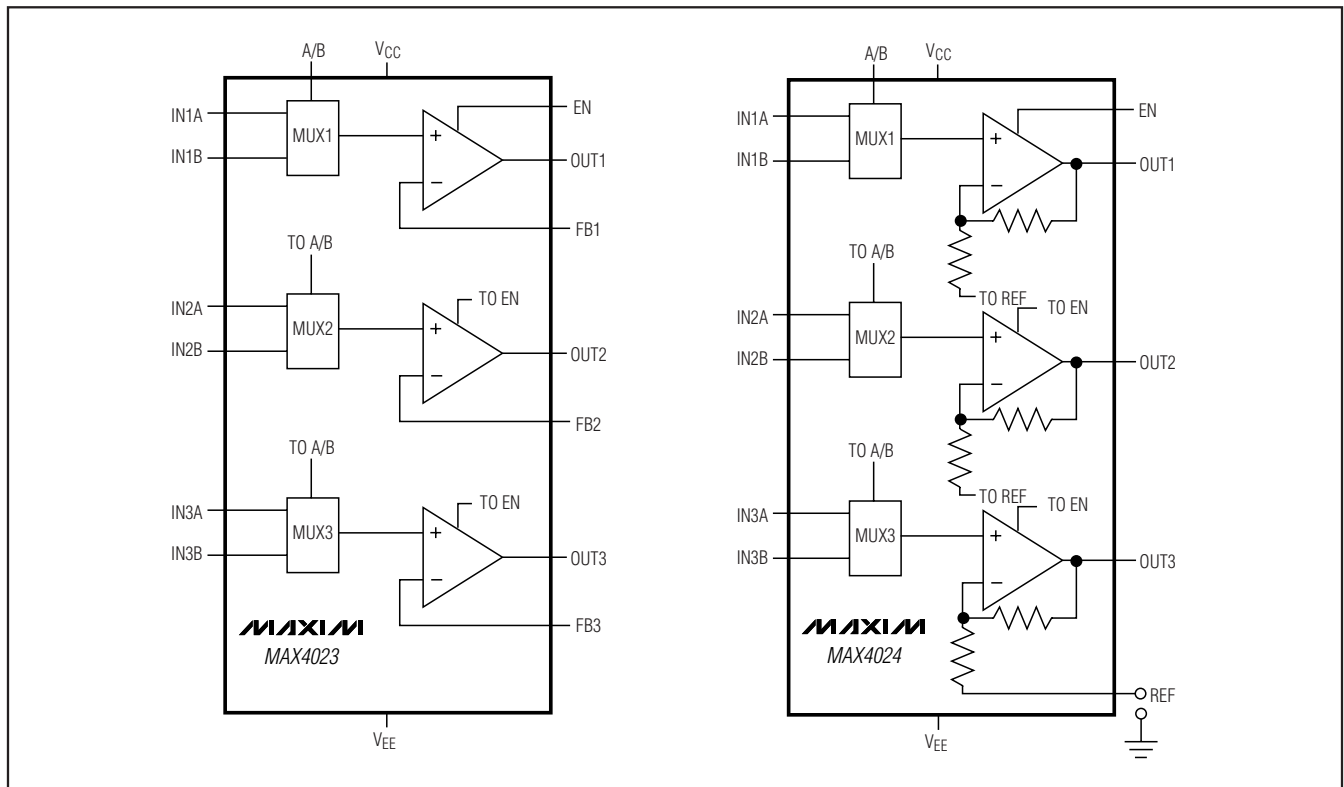 A/B
VCC
IN1A
IN1B
MUX1
+
−
EN
OUT1
FB1
TO A/B
IN2A
IN2B
MUX2
+
−
TO EN
OUT2
FB2
TO A/B
IN3A
IN3B
MUX3
+
−
TO EN
OUT3
FB3
MAXIM
MAX4023
VEE
A/B
VCC
IN1A
IN1B
MUX1
+
−
EN
OUT1
TO A/B
TO REF
IN2A
IN2B
MUX2
+
−
TO EN
OUT2
TO A/B
TO REF
IN3A
IN3B
MUX3
+
−
TO EN
OUT3
MAXIM
MAX4024
REF
VEE